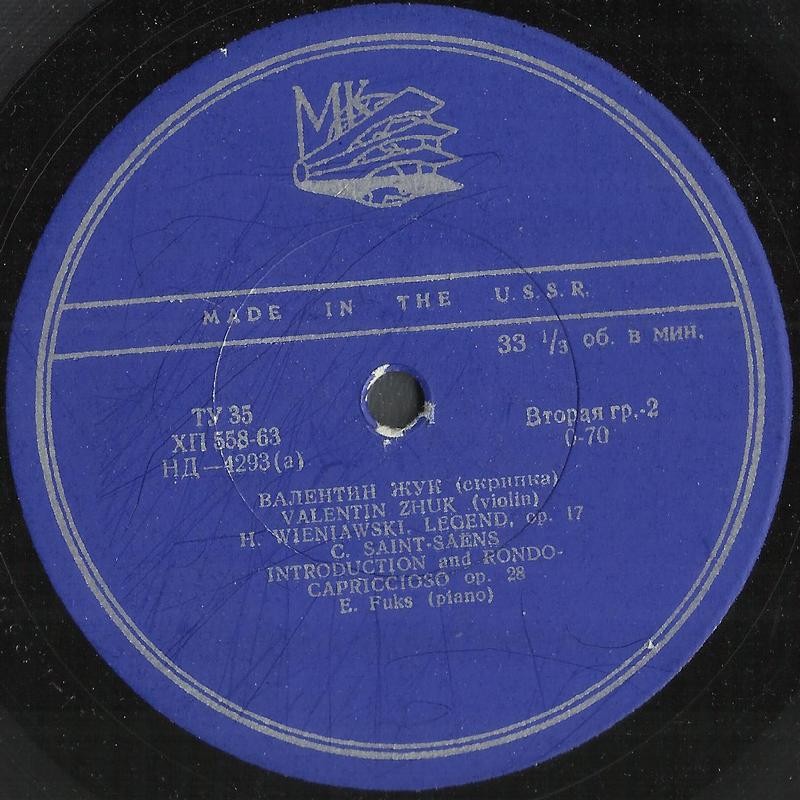 МК
MADE IN THE U.S.S.R.
33 1/3 об. в мин.
ТУ 35
ХП 558-63
НД—4293(а)
Вторая гр.-2
0-70
ВАЛЕНТИН ЖУК (скрипка)
VALENTIN ZHUK (violin)
H. WIENIAWSKI. LEGEND, op. 17
C. SAINT-SAËNS
INTRODUCTION and RONDO-
CAPRICCIOSO op. 28
E. Fuks (piano)